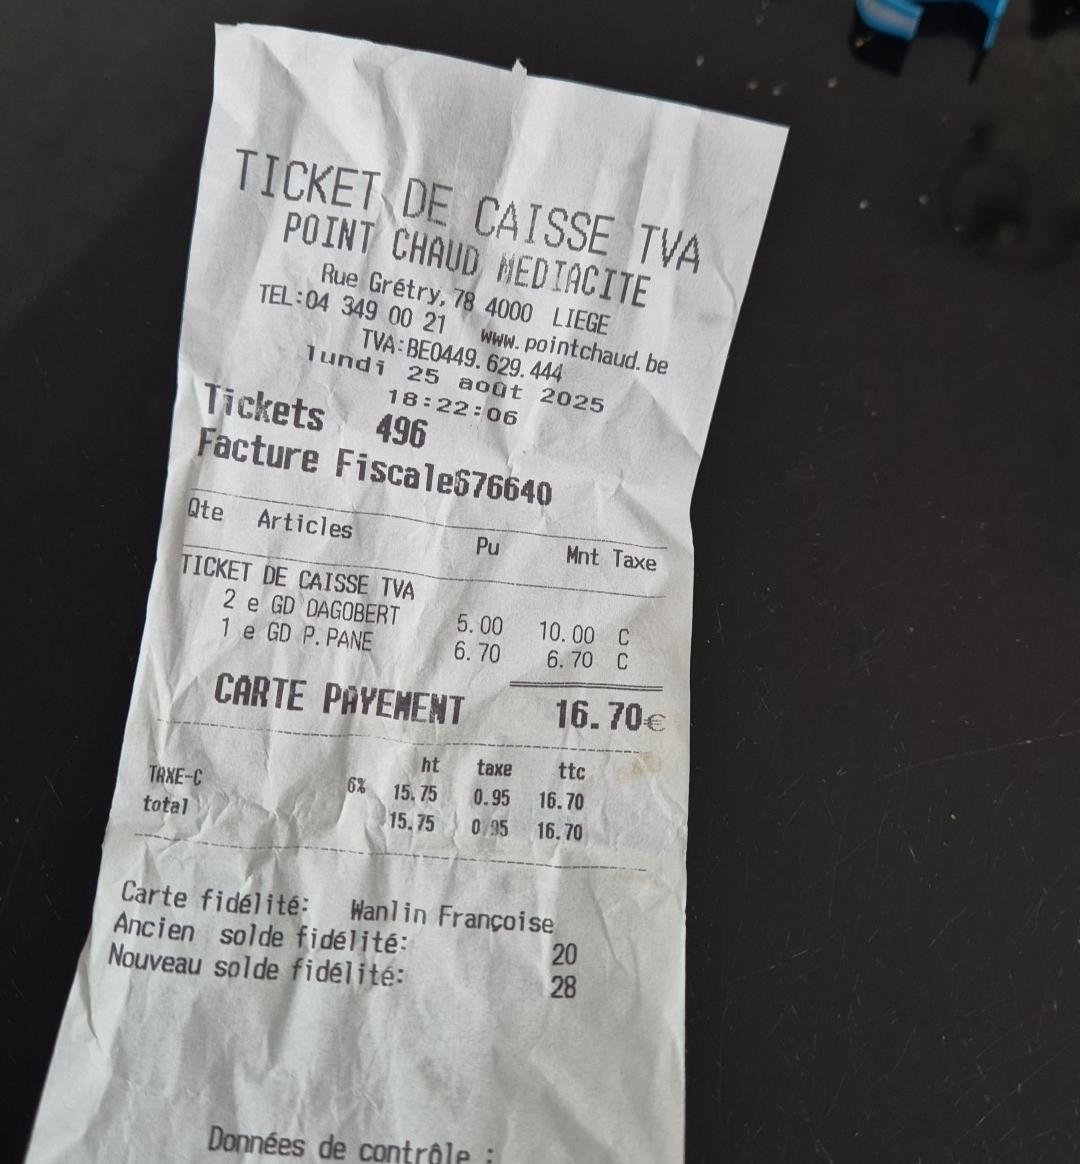 TICKET DE CAISSE TVA
POINT CHAUD MEDIACITE
Rue Grétry, 78 4000 LIEGE
TEL:04 349 00 21 www.pointchaud.be
TVA:BE0449.629.444
lundi 25 août 2025
18:22:06
Tickets 496
Facture Fiscale676640
Qte Articles Pu Mnt Taxe
TICKET DE CAISSE TVA
2 e GD DAGOBERT 5.00 10.00 C
1 e GD P.PANE 6.70 6.70 C
CARTE PAYEMENT 16.70€
ht taxe ttc
TAXE-C 6% 15.75 0.95 16.70
total 15.75 0.95 16.70
Carte fidélité: Wanlin Françoise
Ancien solde fidélité: 20
Nouveau solde fidélité: 28
Données de contrôle :